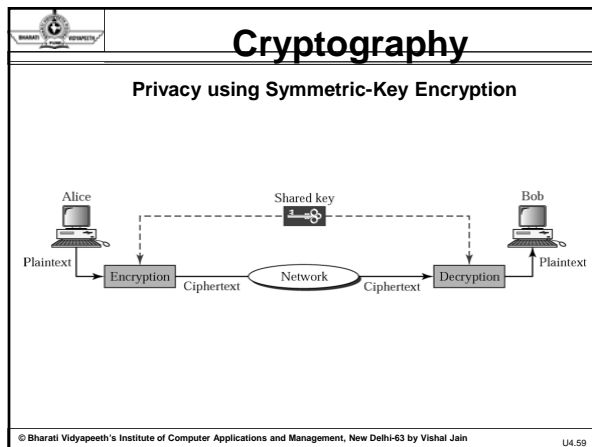 BHARATI VIDYAPEETH
PUNE
Cryptography
Privacy using Symmetric-Key Encryption
Alice Shared key Bob
Plaintext Plaintext
Encryption Ciphertext Network Ciphertext Decryption
© Bharati Vidyapeeth's Institute of Computer Applications and Management, New Delhi-63 by Vishal Jain
U4.59